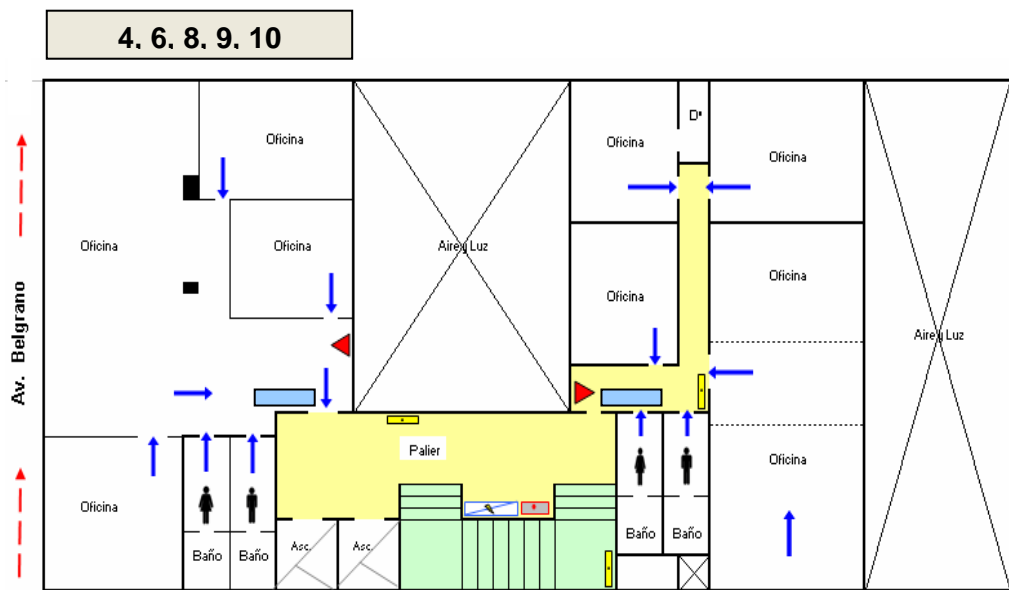 4, 6, 8, 9, 10
Oficina
D°
Oficina
Oficina
Oficina
Oficina
Aire y Luz
Oficina
Oficina
Aire y Luz
Av. Belgrano
Palier
Oficina
Oficina
Asc.
Asc.
Baño
Baño
Baño
Baño